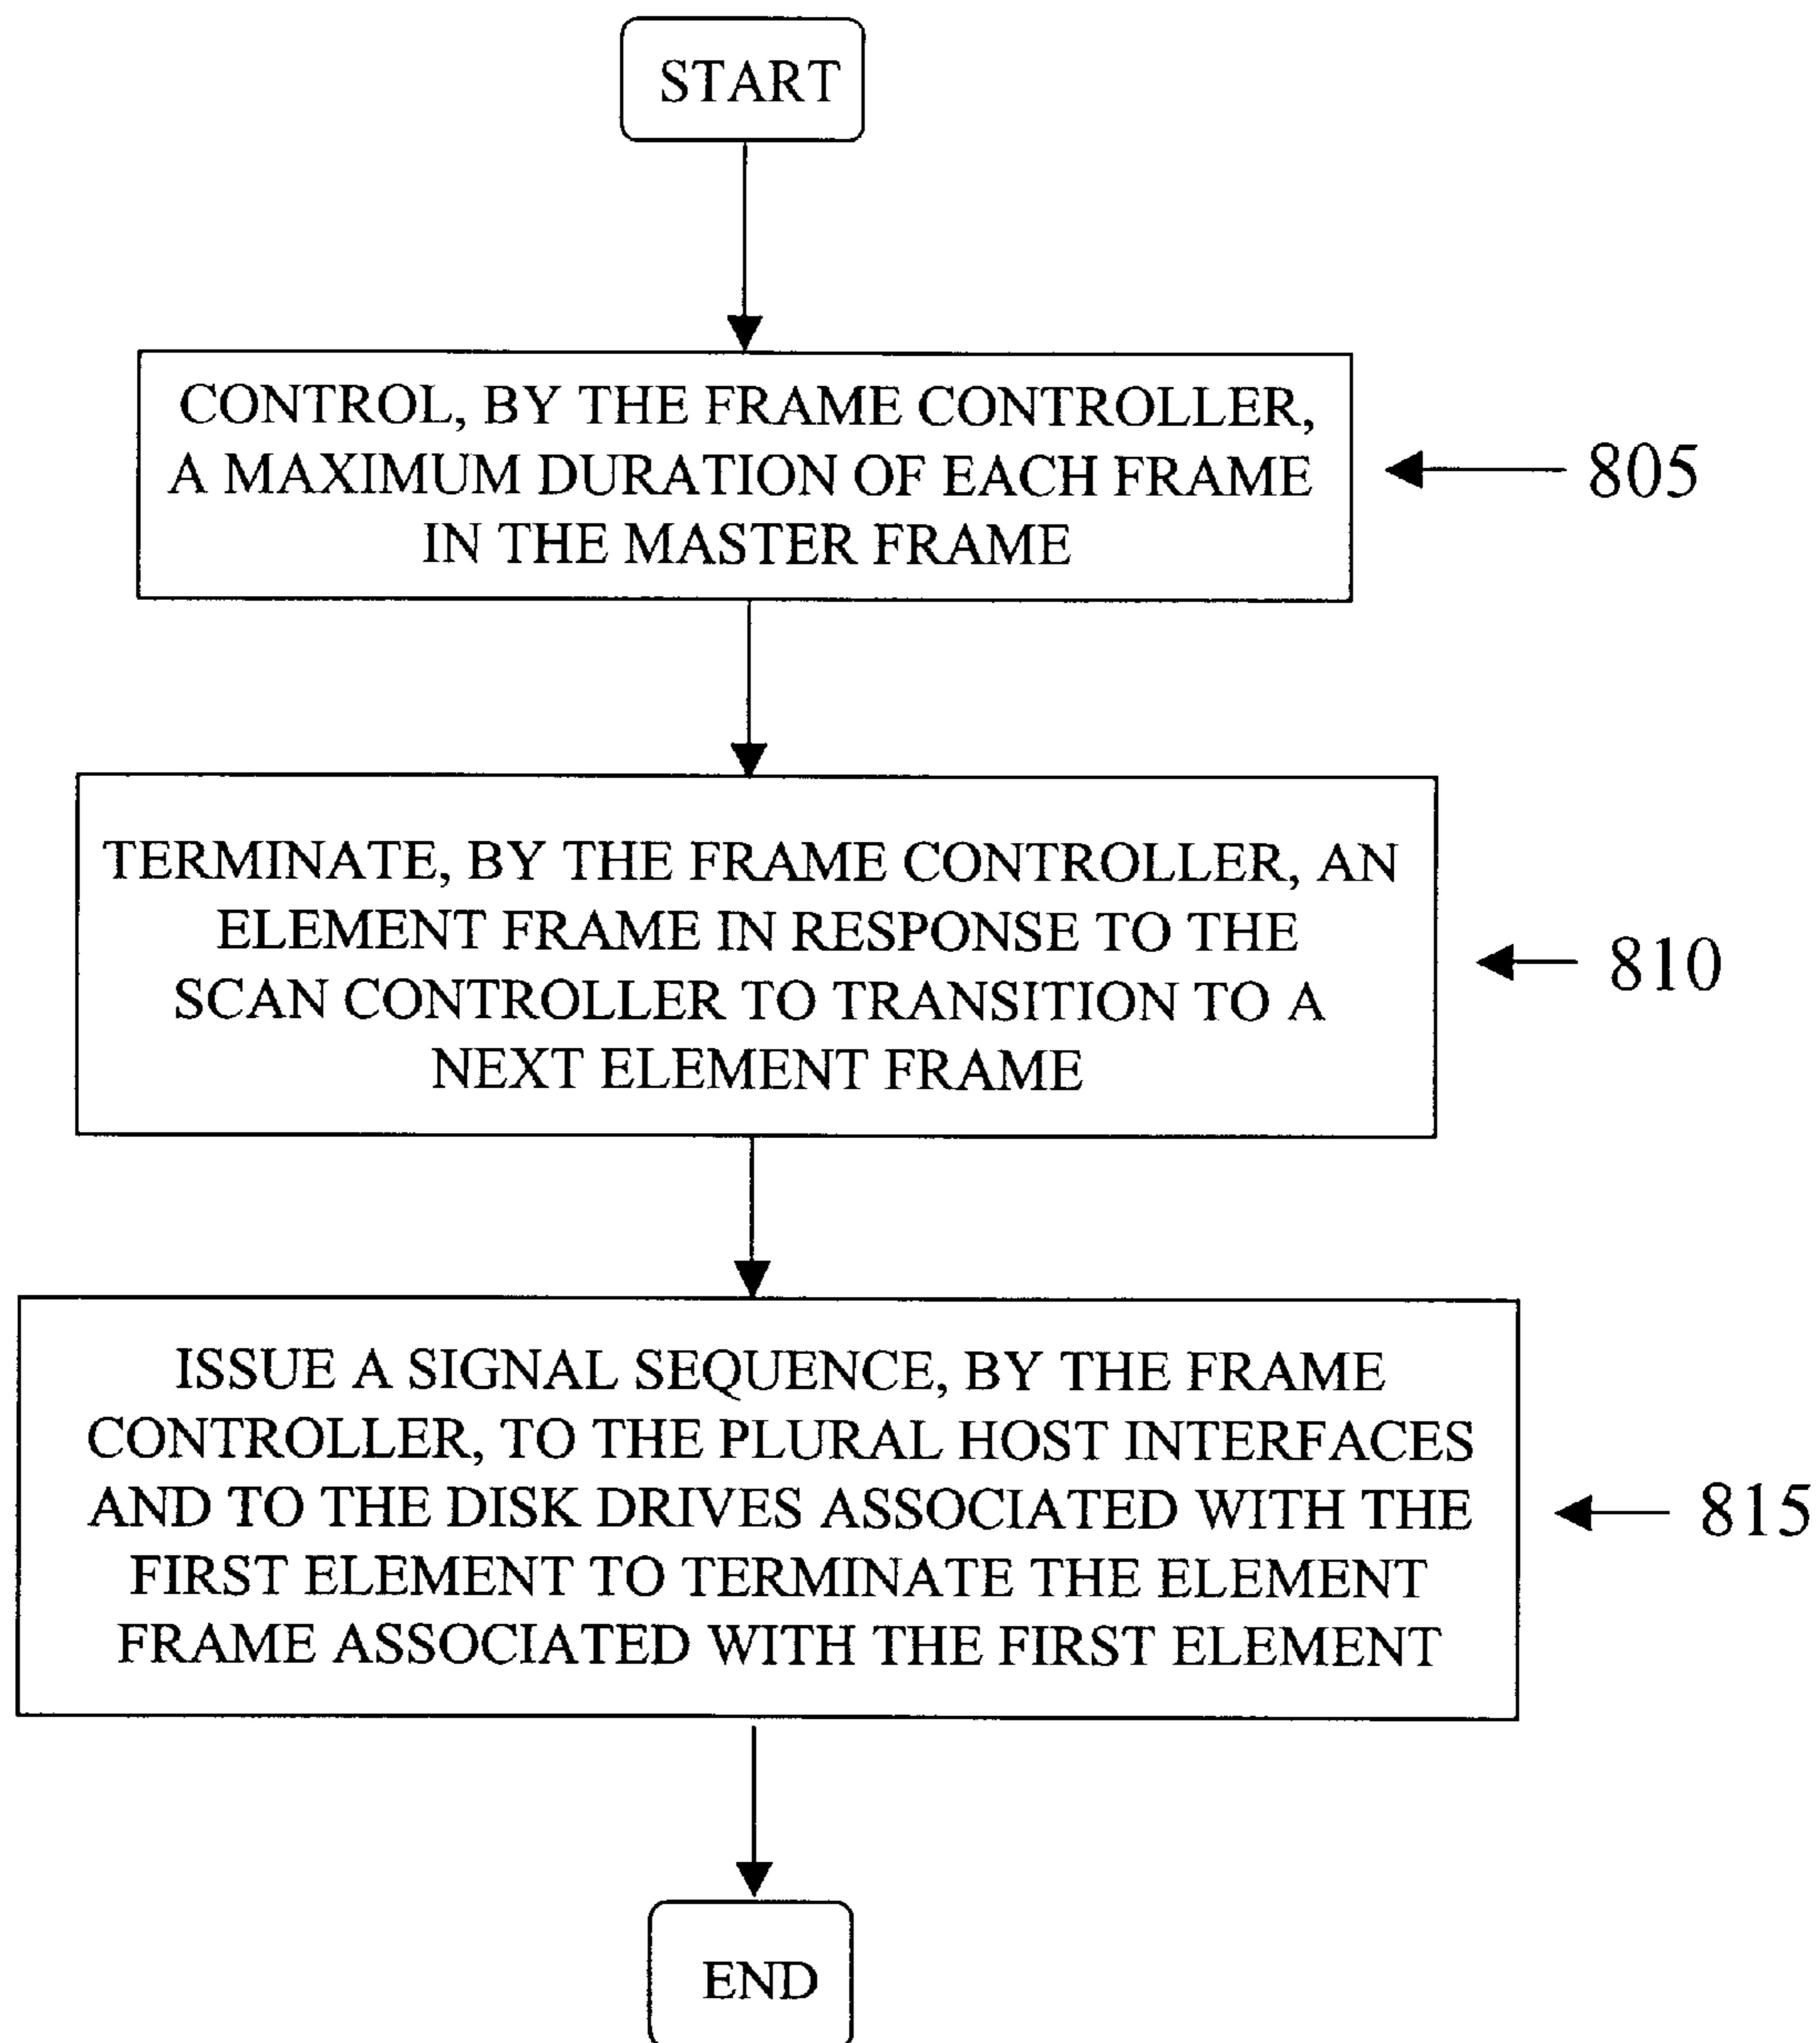 START
CONTROL, BY THE FRAME CONTROLLER,
A MAXIMUM DURATION OF EACH FRAME
IN THE MASTER FRAME
805
TERMINATE, BY THE FRAME CONTROLLER, AN
ELEMENT FRAME IN RESPONSE TO THE
SCAN CONTROLLER TO TRANSITION TO A
NEXT ELEMENT FRAME
810
ISSUE A SIGNAL SEQUENCE, BY THE FRAME
CONTROLLER, TO THE PLURAL HOST INTERFACES
AND TO THE DISK DRIVES ASSOCIATED WITH THE
FIRST ELEMENT TO TERMINATE THE ELEMENT
FRAME ASSOCIATED WITH THE FIRST ELEMENT
815
END